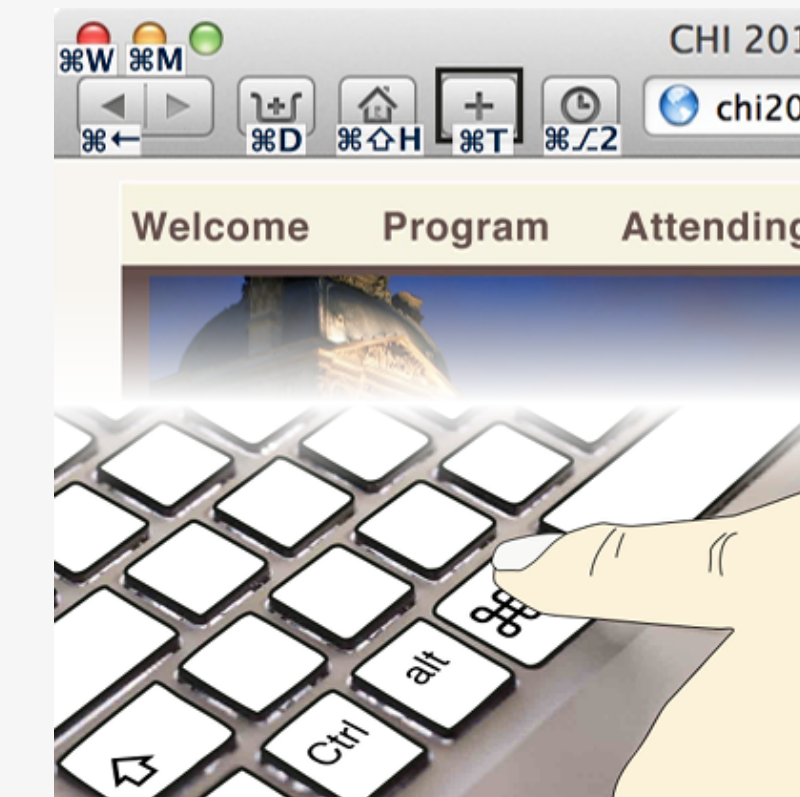 CHI 201
⌘W ⌘M
chi20
⌘← ⌘D ⌘⇧H ⌘T ⌘⌥2
Welcome Program Attending
⌘
alt
Ctrl
⇧